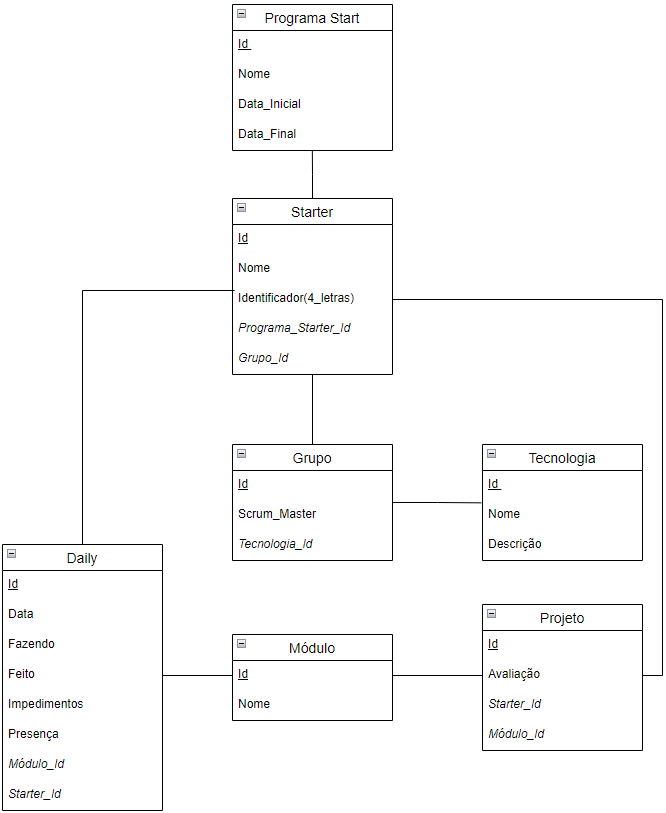 Programa Start
Id
Nome
Data_Inicial
Data_Final
Starter
Id
Nome
Identificador(4_letras)
Programa_Starter_Id
Grupo_Id
Grupo
Id
Scrum_Master
Tecnologia_Id
Tecnologia
Id
Nome
Descrição
Daily
Id
Data
Fazendo
Feito
Impedimentos
Presença
Módulo_Id
Starter_Id
Módulo
Id
Nome
Projeto
Id
Avaliação
Starter_Id
Módulo_Id